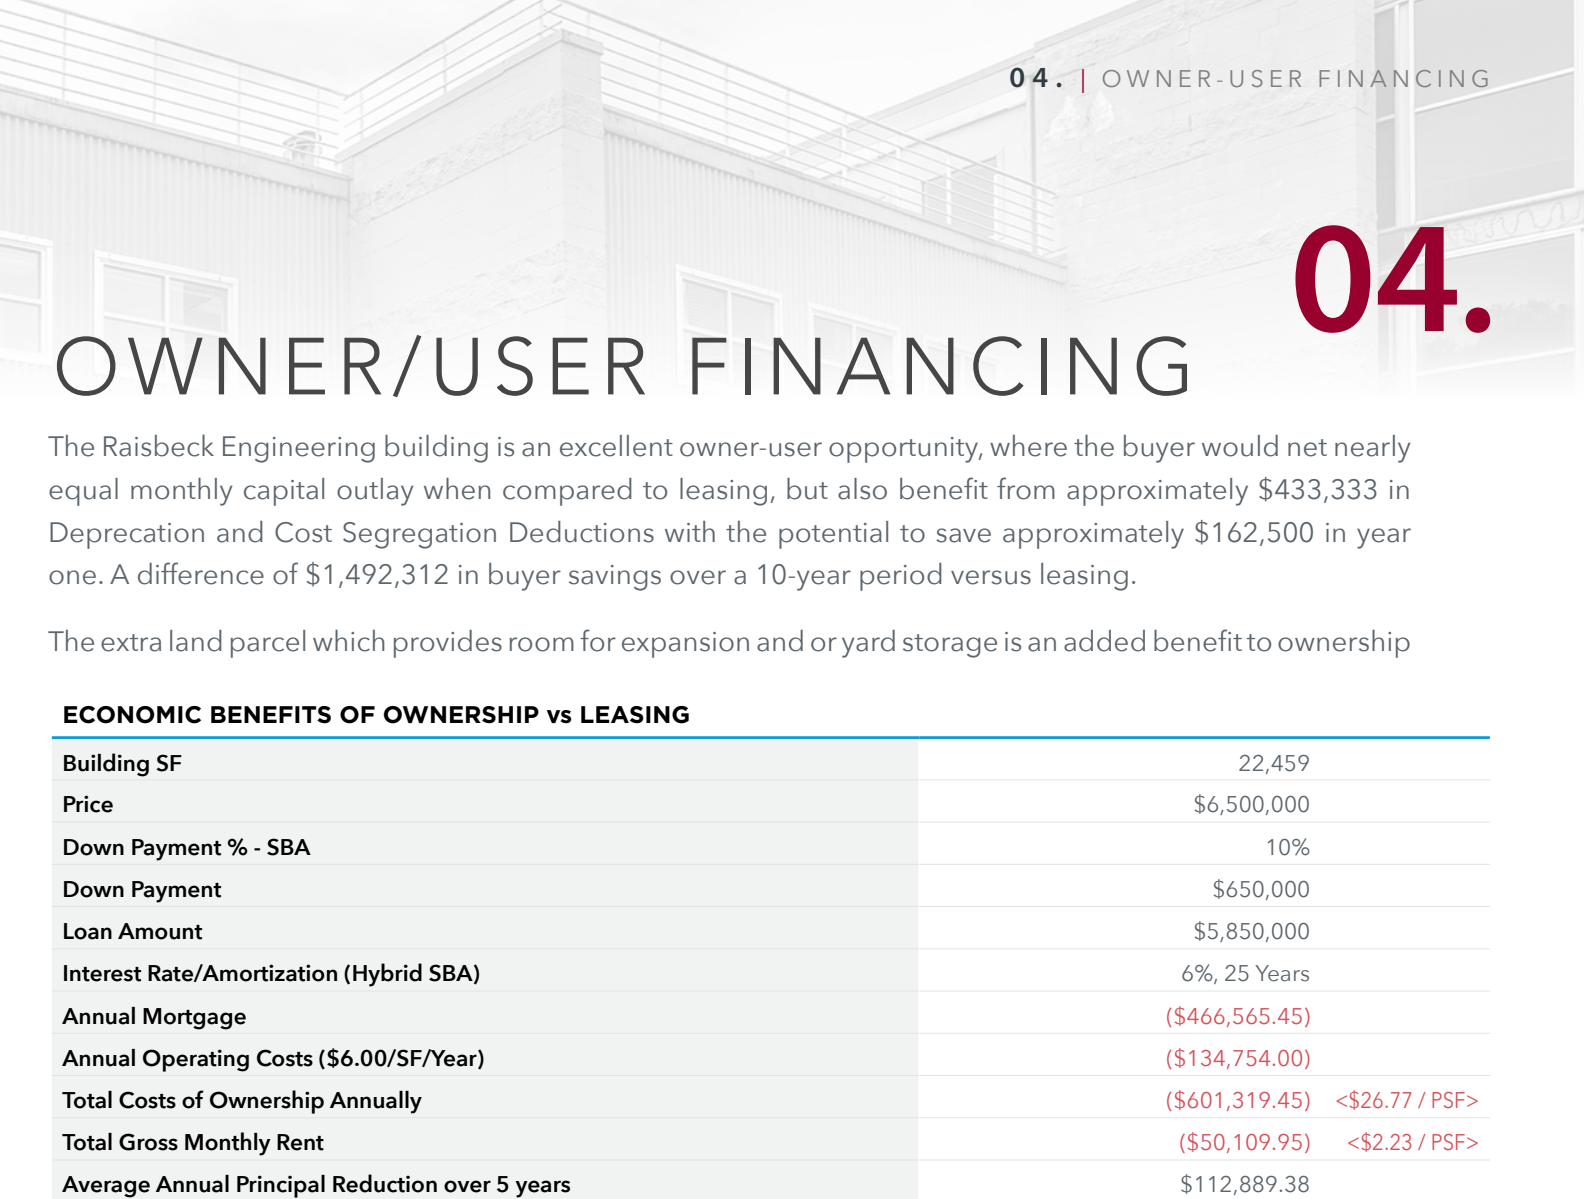 04. | OWNER-USER FINANCING
04.
OWNER/USER FINANCING
The Raisbeck Engineering building is an excellent owner-user opportunity, where the buyer would net nearly
equal monthly capital outlay when compared to leasing, but also benefit from approximately $433,333 in
Deprecation and Cost Segregation Deductions with the potential to save approximately $162,500 in year
one. A difference of $1,492,312 in buyer savings over a 10-year period versus leasing.
The extra land parcel which provides room for expansion and or yard storage is an added benefit to ownership
ECONOMIC BENEFITS OF OWNERSHIP vs LEASING
Building SF 22,459
Price $6,500,000
Down Payment % - SBA 10%
Down Payment $650,000
Loan Amount $5,850,000
Interest Rate/Amortization (Hybrid SBA) 6%, 25 Years
Annual Mortgage ($466,565.45)
Annual Operating Costs ($6.00/SF/Year) ($134,754.00)
Total Costs of Ownership Annually ($601,319.45) <$26.77 / PSF>
Total Gross Monthly Rent ($50,109.95) <$2.23 / PSF>
Average Annual Principal Reduction over 5 years $112,889.38